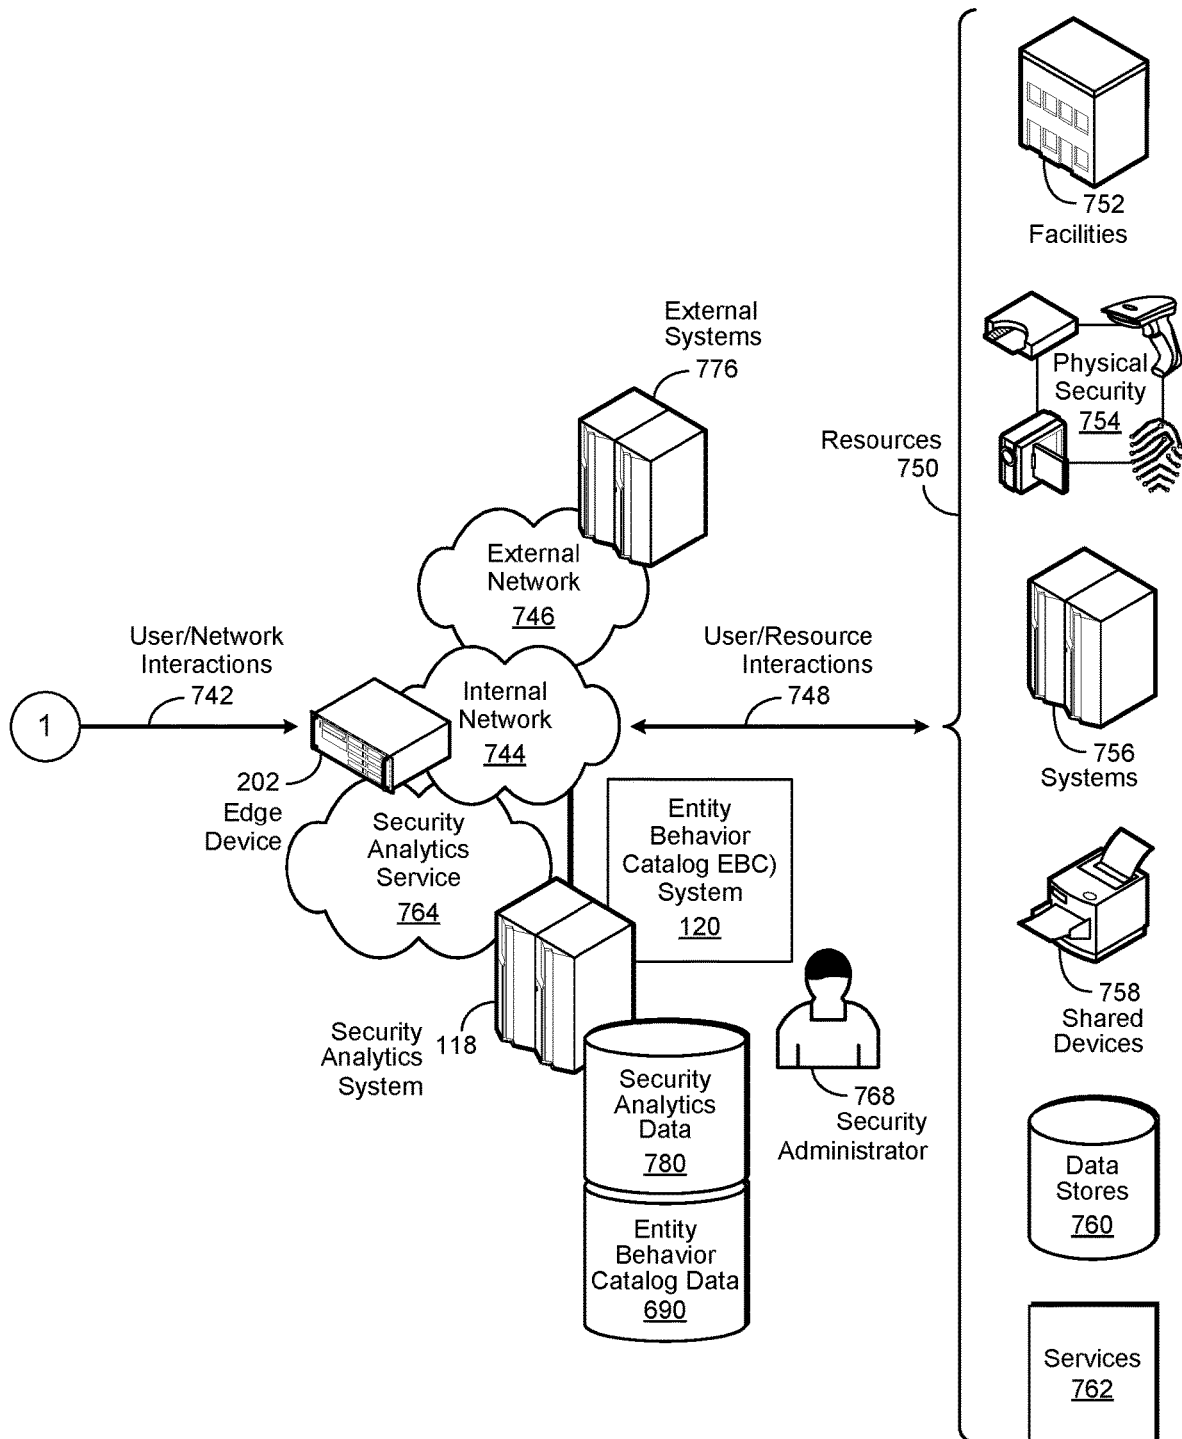 752
Facilities
External
Systems
776
Physical
Security
754
Resources
750
External
Network
746
User/Network
Interactions
742
User/Resource
Interactions
748
1
Internal
Network
744
756
Systems
202
Edge
Device
Security
Analytics
Service
764
Entity
Behavior
Catalog EBC)
System
120
758
Shared
Devices
Security
Analytics
System
118
Security
Analytics
Data
780
768
Security
Administrator
Data
Stores
760
Entity
Behavior
Catalog Data
690
Services
762